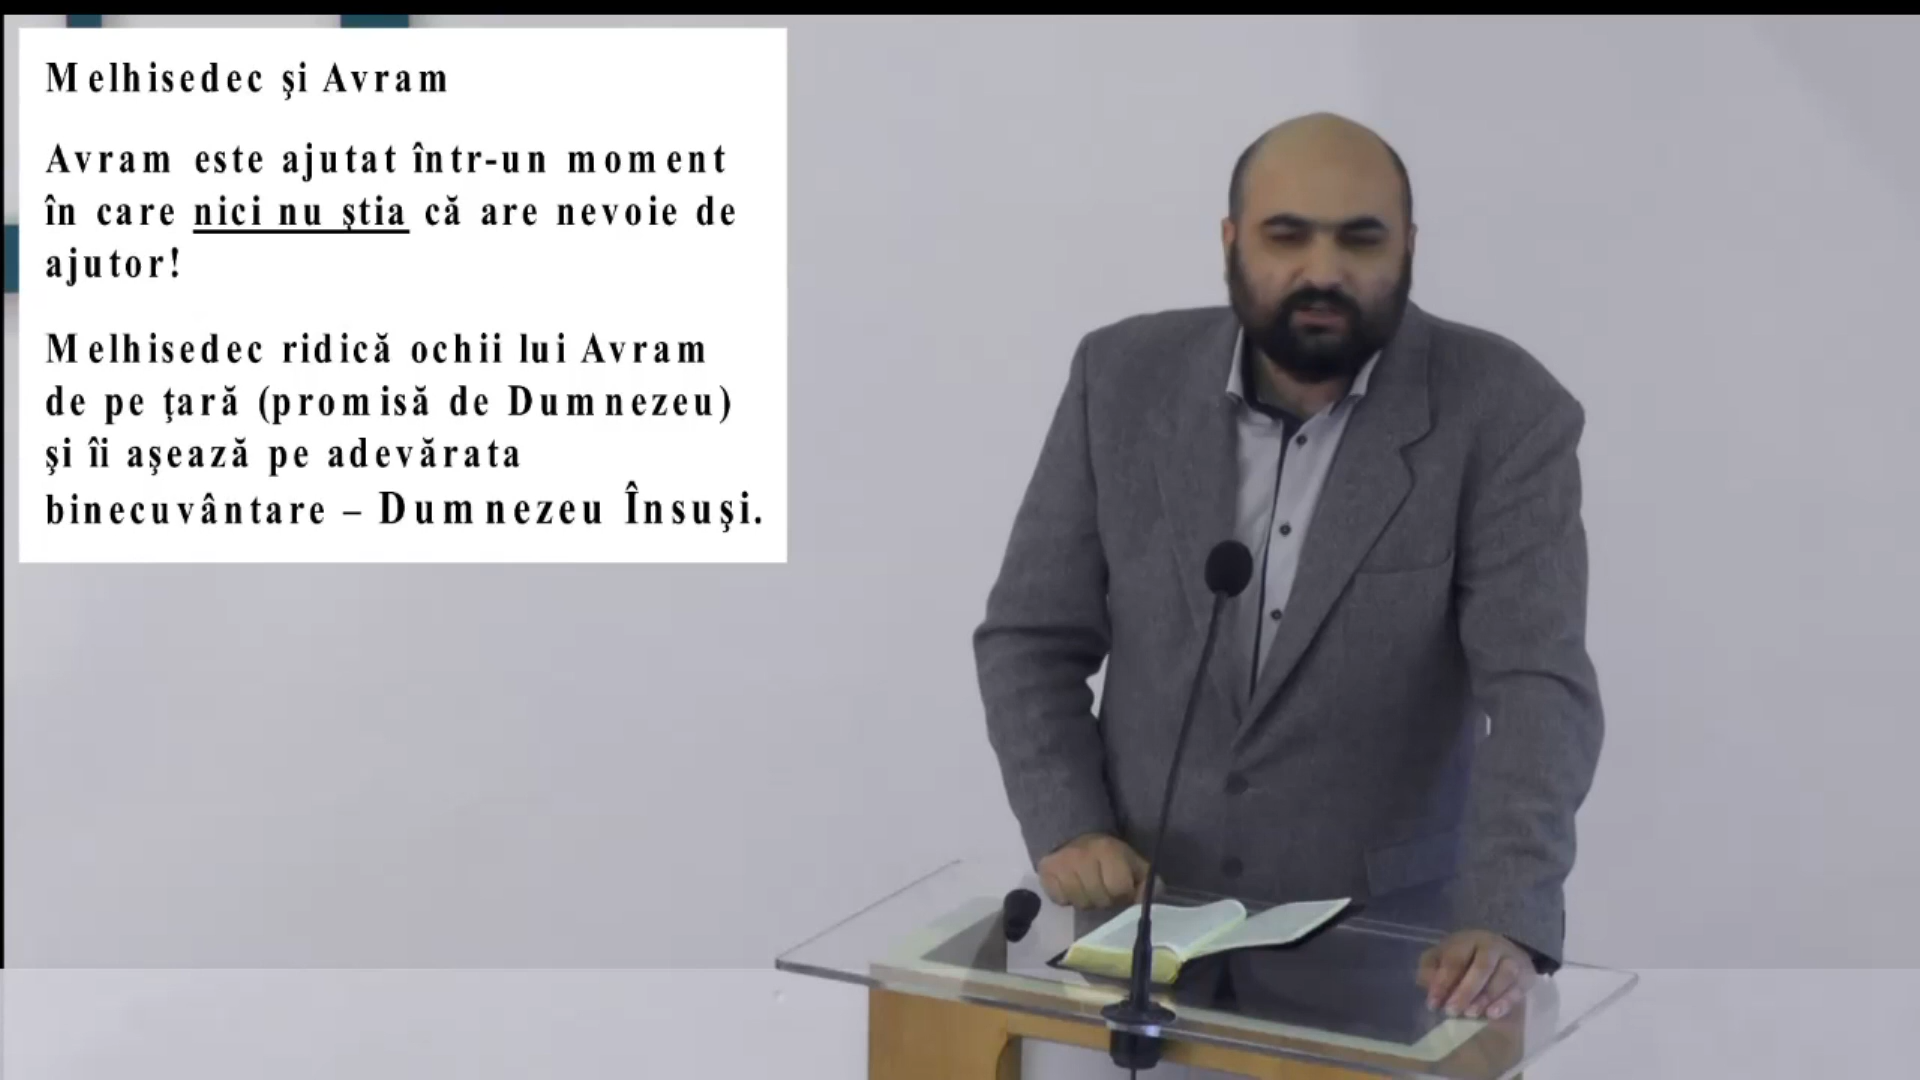 Melhisedec şi Avram
Avram este ajutat într-un moment
în care nici nu ştia că are nevoie de
ajutor!
Melhisedec ridică ochii lui Avram
de pe ţară (promisă de Dumnezeu)
şi îi aşează pe adevărata
binecuvântare – Dumnezeu Însuşi.